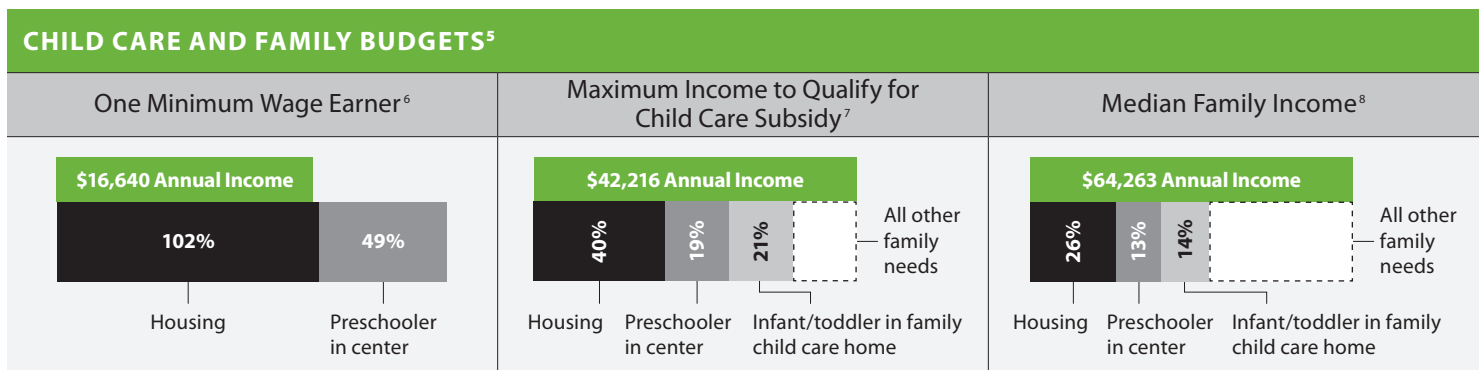 CHILD CARE AND FAMILY BUDGETS⁵
One Minimum Wage Earner⁶
$16,640 Annual Income
102%
49%
Housing
Preschooler
in center
Maximum Income to Qualify for
Child Care Subsidy⁷
$42,216 Annual Income
40%
19%
21%
All other
family
needs
Housing
Preschooler
in center
Infant/toddler in family
child care home
Median Family Income⁸
$64,263 Annual Income
26%
13%
14%
All other
family
needs
Housing
Preschooler
in center
Infant/toddler in family
child care home